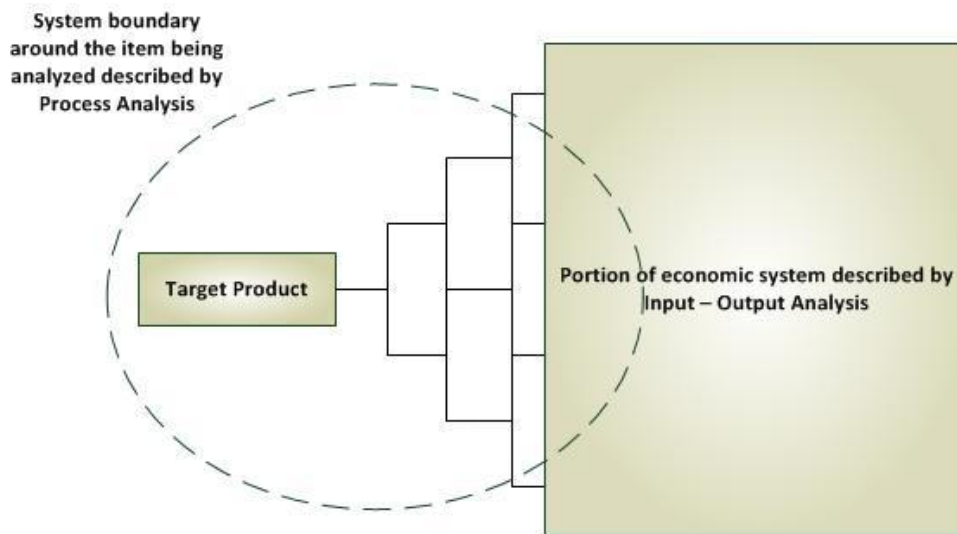 System boundary
around the item being
analyzed described by
Process Analysis
Target Product
Portion of economic system described by
Input – Output Analysis